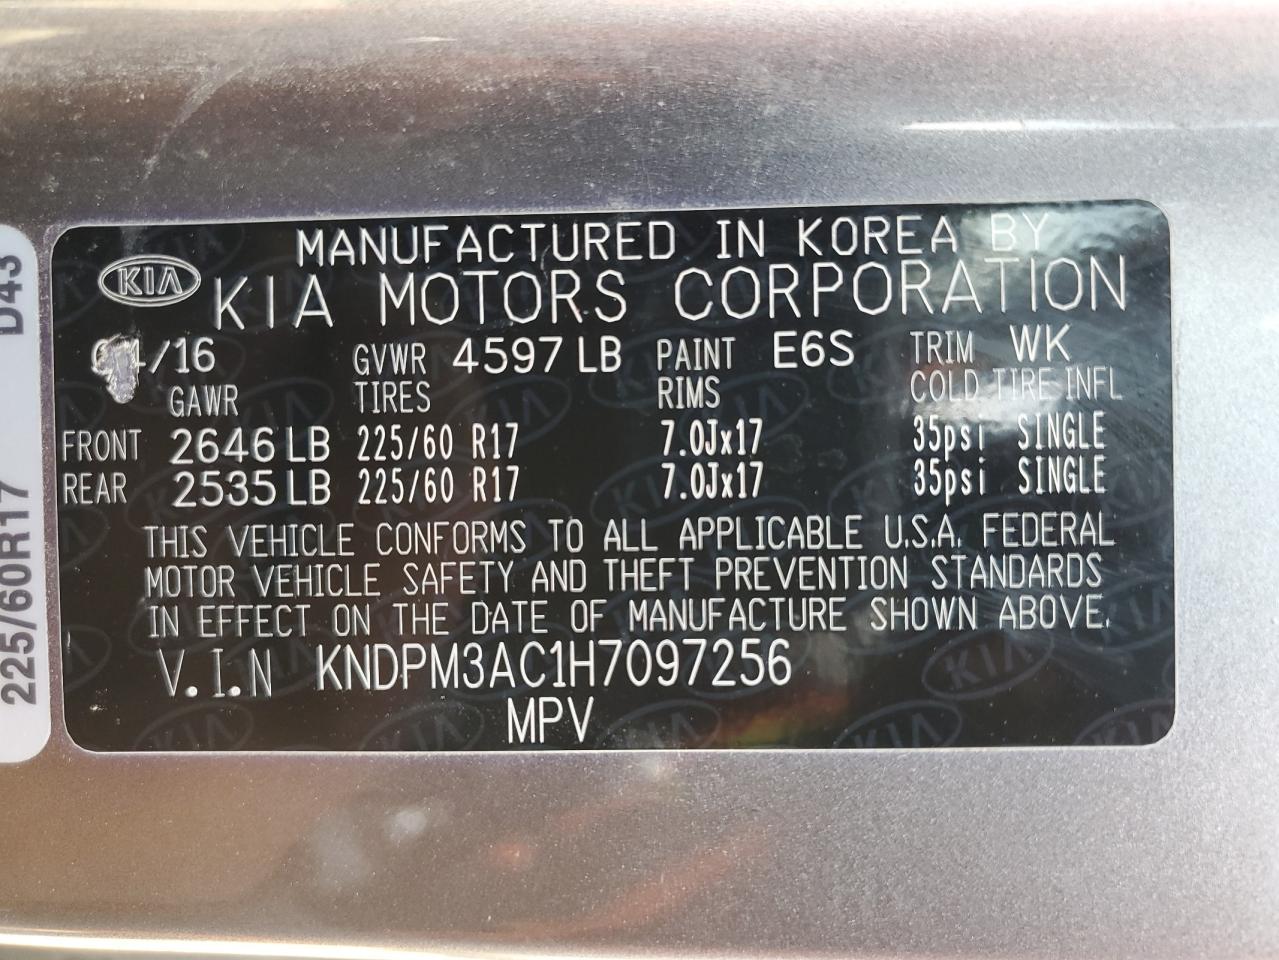 MANUFACTURED IN KOREA BY
KIA KIA MOTORS CORPORATION
/16 GVWR 4597 LB PAINT E6S TRIM WK
GAWR TIRES RIMS COLD TIRE INFL
FRONT 2646 LB 225/60 R17 7.0Jx17 35psi SINGLE
REAR 2535 LB 225/60 R17 7.0Jx17 35psi SINGLE
THIS VEHICLE CONFORMS TO ALL APPLICABLE U.S.A. FEDERAL
MOTOR VEHICLE SAFETY AND THEFT PREVENTION STANDARDS
IN EFFECT ON THE DATE OF MANUFACTURE SHOWN ABOVE.
V.I.N KNDPM3AC1H7097256
MPV
225/60R17 D43